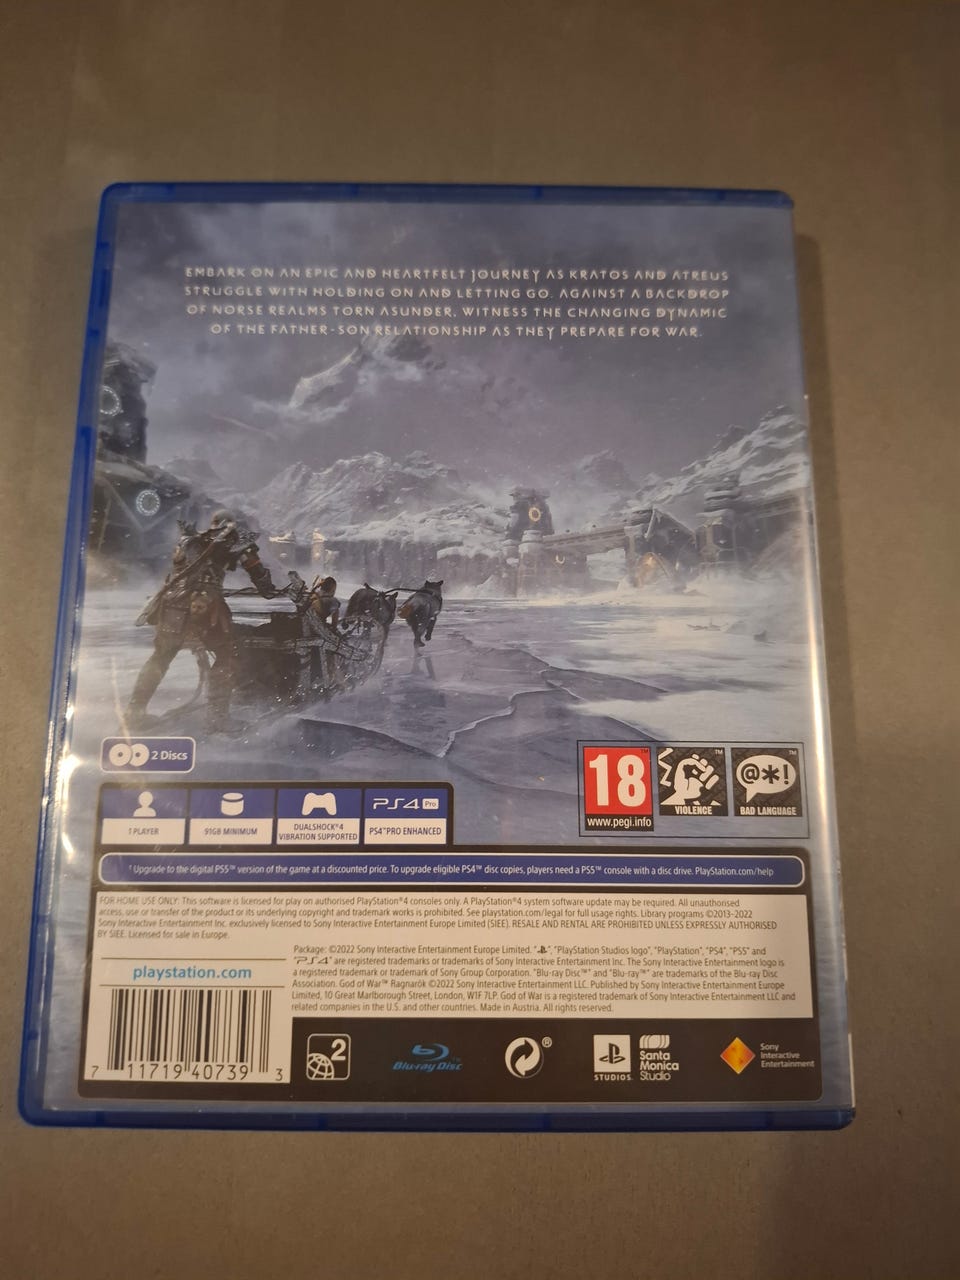 EMBARK ON AN EPIC AND HEARTFELT JOURNEY AS KRATOS AND ATREUS
STRUGGLE WITH HOLDING ON AND LETTING GO. AGAINST A BACKDROP
OF NORSE REALMS TORN ASUNDER, WITNESS THE CHANGING DYNAMIC
OF THE FATHER-SON RELATIONSHIP AS THEY PREPARE FOR WAR.
2 Discs
18™
www.pegi.info
™
VIOLENCE
™
@*!
BAD LANGUAGE
1 PLAYER
91GB MINIMUM
DUALSHOCK®4
VIBRATION SUPPORTED
PS4 Pro
PS4™PRO ENHANCED
¹ Upgrade to the digital PS5™ version of the game at a discounted price. To upgrade eligible PS4™ disc copies, players need a PS5™ console with a disc drive. PlayStation.com/help
FOR HOME USE ONLY: This software is licensed for play on authorised PlayStation®4 consoles only. A PlayStation®4 system software update may be required. All unauthorised
access, use or transfer of the product or its underlying copyright and trademark works is prohibited. See playstation.com/legal for full usage rights. Library programs ©2013-2022
Sony Interactive Entertainment Inc. exclusively licensed to Sony Interactive Entertainment Europe Limited (SIEE). RESALE AND RENTAL ARE PROHIBITED UNLESS EXPRESSLY AUTHORISED
BY SIEE. Licensed for sale in Europe.
Package: ©2022 Sony Interactive Entertainment Europe Limited. "", "PlayStation Studios logo", "PlayStation", "PS4", "PS5" and
"PS4" are registered trademarks or trademarks of Sony Interactive Entertainment Inc. The Sony Interactive Entertainment logo is
a registered trademark or trademark of Sony Group Corporation. "Blu-ray Disc™" and "Blu-ray™" are trademarks of the Blu-ray Disc
Association. God of War™ Ragnarök ©2022 Sony Interactive Entertainment LLC. Published by Sony Interactive Entertainment Europe
Limited, 10 Great Marlborough Street, London, W1F 7LP. God of War is a registered trademark of Sony Interactive Entertainment LLC and
related companies in the U.S. and other countries. Made in Austria. All rights reserved.
playstation.com
7 11719 40739 3
2
Blu-ray Disc™
®
STUDIOS
Santa
Monica
Studio
Sony
Interactive
Entertainment